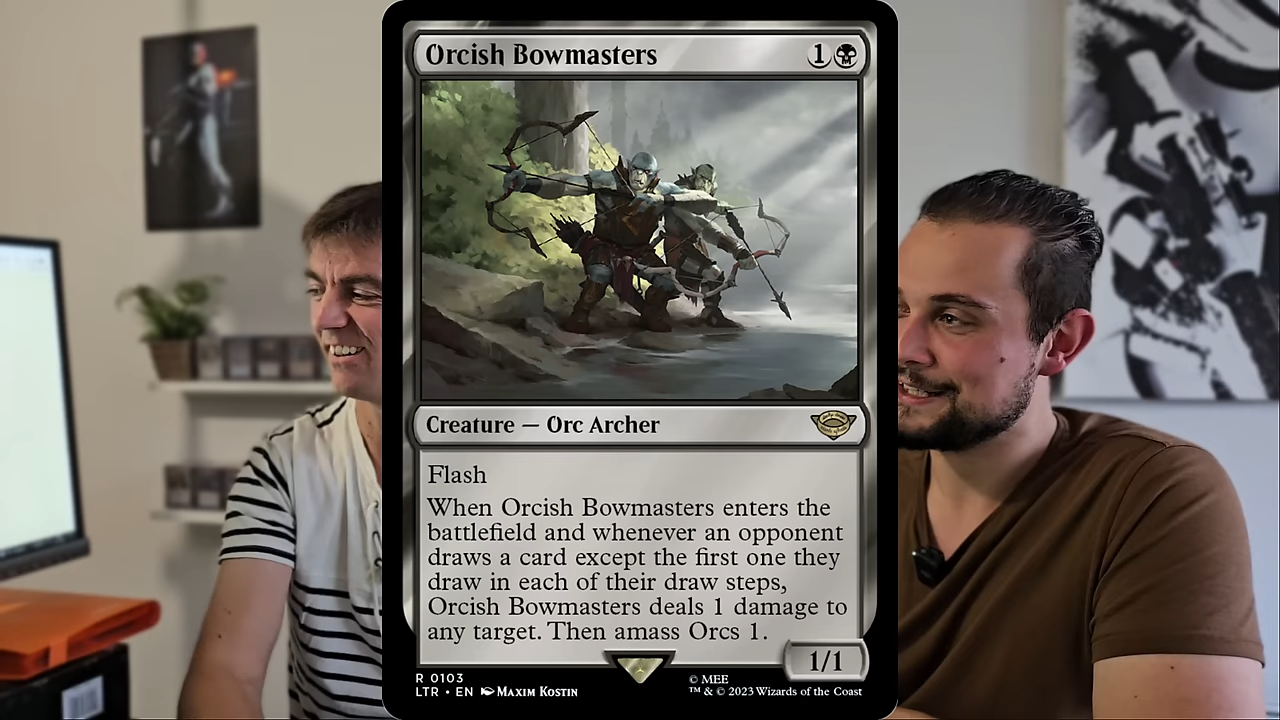 Orcish Bowmasters 1
Creature — Orc Archer
Flash
When Orcish Bowmasters enters the
battlefield and whenever an opponent
draws a card except the first one they
draw in each of their draw steps,
Orcish Bowmasters deals 1 damage to
any target. Then amass Orcs 1.
1/1
R 0103
LTR • EN Maxim Kostin
© MEE
™ & © 2023 Wizards of the Coast